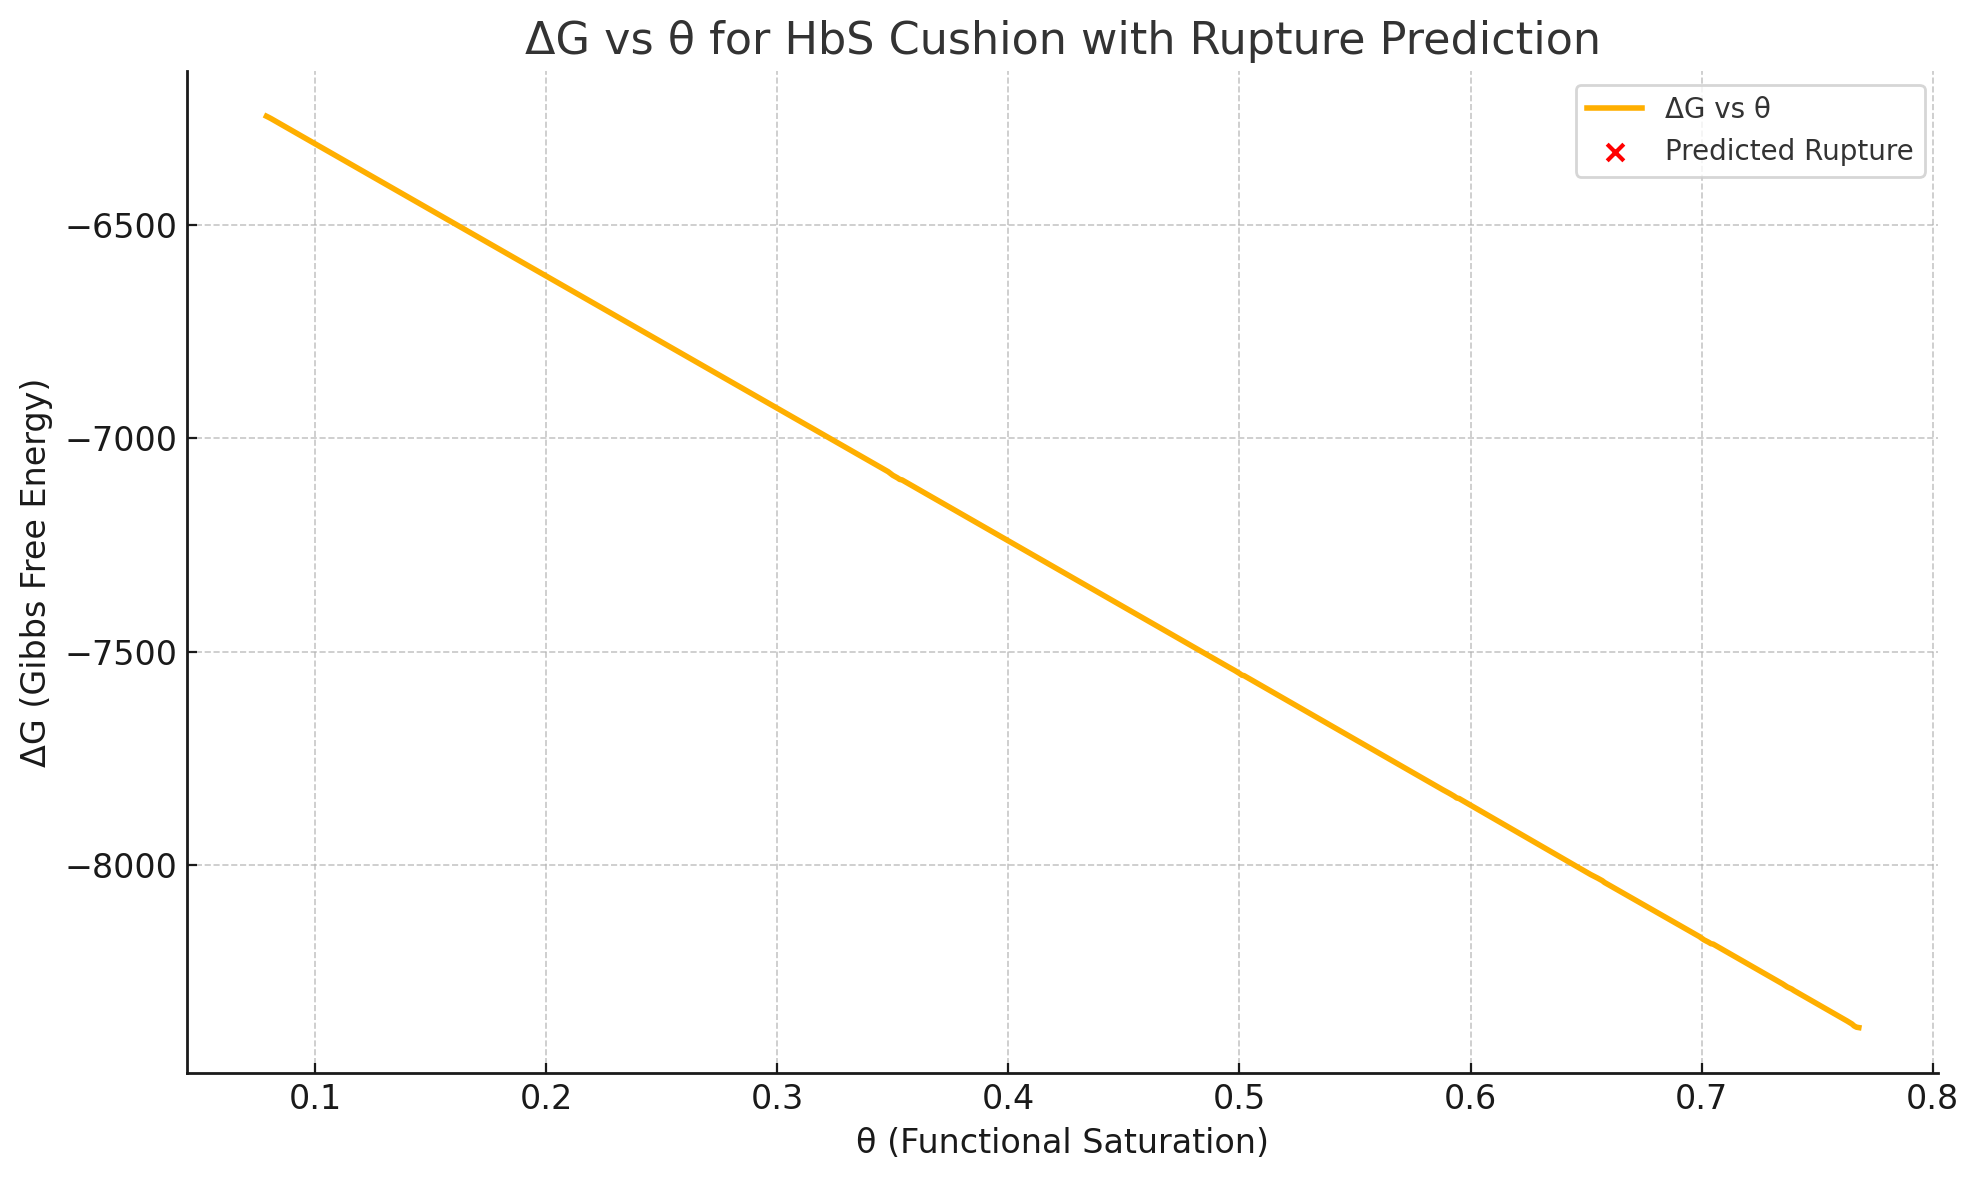 ΔG vs θ for HbS Cushion with Rupture Prediction
ΔG vs θ
Predicted Rupture
ΔG (Gibbs Free Energy)
−6500
−7000
−7500
−8000
0.1 0.2 0.3 0.4 0.5 0.6 0.7 0.8
θ (Functional Saturation)